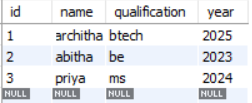 id name qualification year
1 architha btech 2025
2 abitha be 2023
3 priya ms 2024
NULL NULL NULL NULL